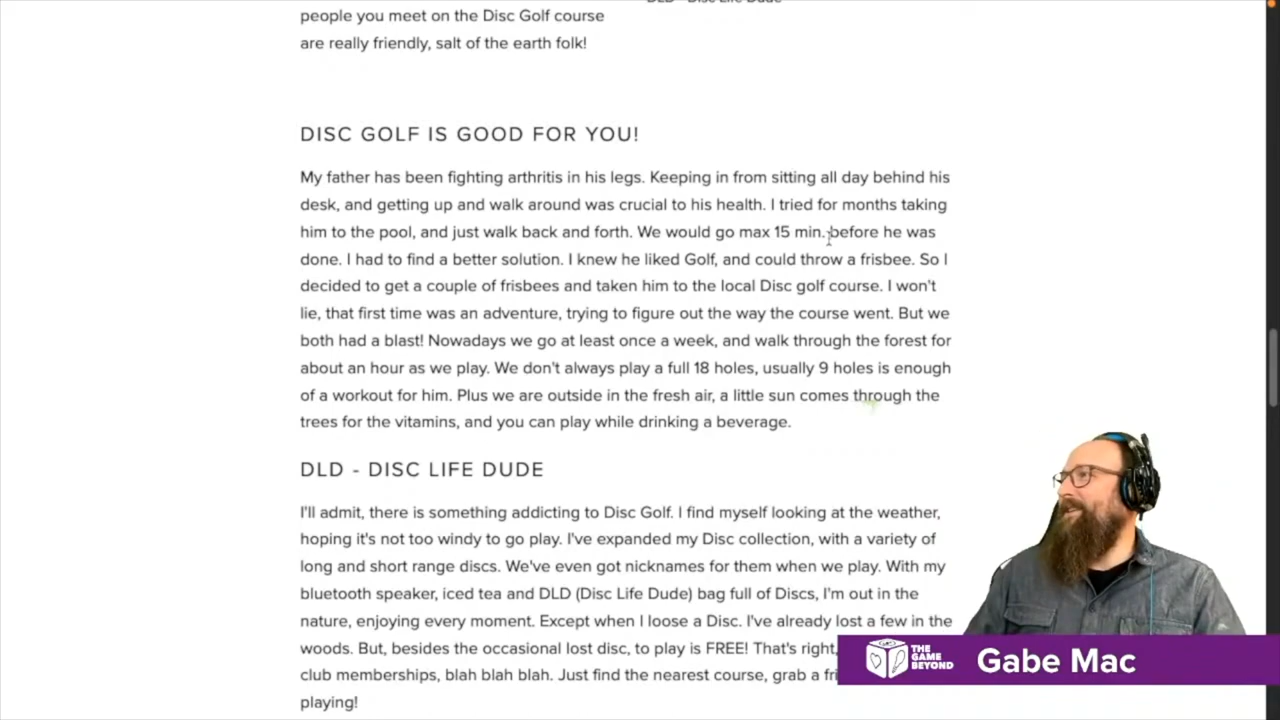 DLD - Disc Life Dude
people you meet on the Disc Golf course
are really friendly, salt of the earth folk!
DISC GOLF IS GOOD FOR YOU!
My father has been fighting arthritis in his legs. Keeping in from sitting all day behind his
desk, and getting up and walk around was crucial to his health. I tried for months taking
him to the pool, and just walk back and forth. We would go max 15 min. before he was
done. I had to find a better solution. I knew he liked Golf, and could throw a frisbee. So I
decided to get a couple of frisbees and taken him to the local Disc golf course. I won't
lie, that first time was an adventure, trying to figure out the way the course went. But we
both had a blast! Nowadays we go at least once a week, and walk through the forest for
about an hour as we play. We don't always play a full 18 holes, usually 9 holes is enough
of a workout for him. Plus we are outside in the fresh air, a little sun comes through the
trees for the vitamins, and you can play while drinking a beverage.
DLD - DISC LIFE DUDE
I'll admit, there is something addicting to Disc Golf. I find myself looking at the weather,
hoping it's not too windy to go play. I've expanded my Disc collection, with a variety of
long and short range discs. We've even got nicknames for them when we play. With my
bluetooth speaker, iced tea and DLD (Disc Life Dude) bag full of Discs, I'm out in the
nature, enjoying every moment. Except when I loose a Disc. I've already lost a few in the
woods. But, besides the occasional lost disc, to play is FREE! That's right,
club memberships, blah blah blah. Just find the nearest course, grab a fri
playing!
THE
GAME
BEYOND
Gabe Mac